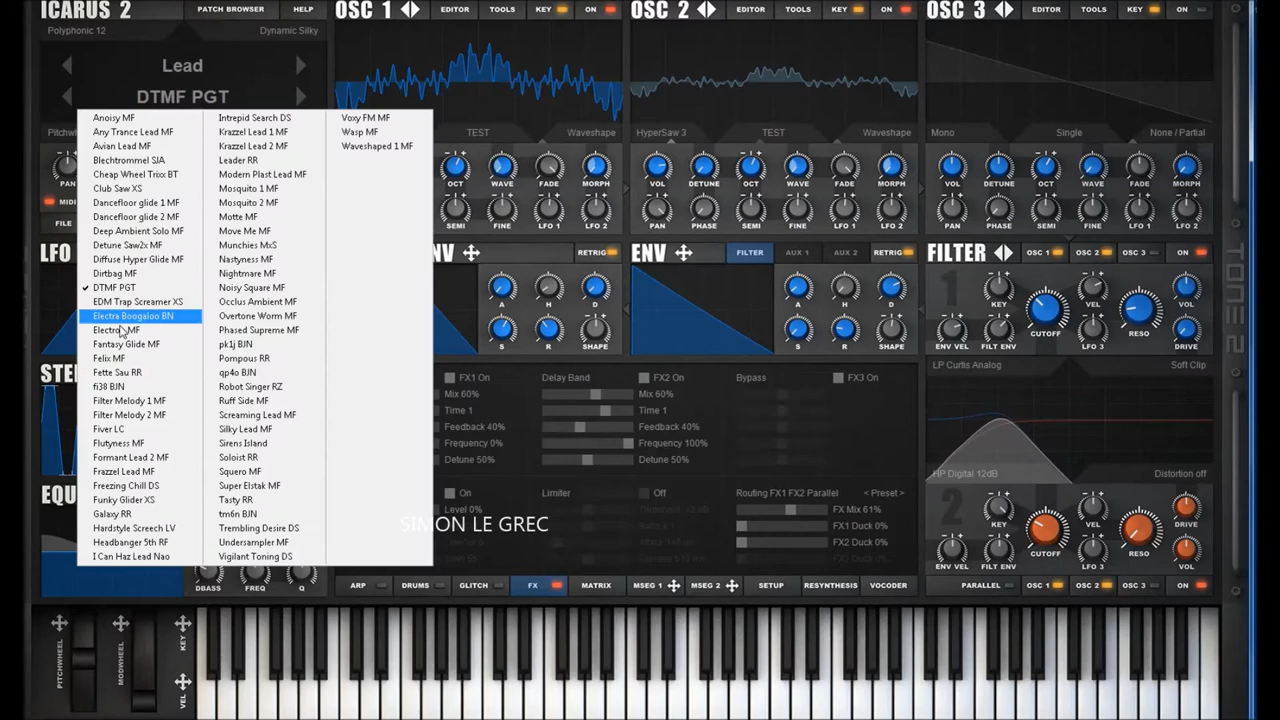 ICARUS 2
PATCH BROWSER
HELP
Polyphonic 12
Dynamic Silky
Lead
DTMF PGT
PAN
MIDI
FILE
Anoisy MF
Any Trance Lead MF
Avian Lead MF
Blechtrommel SJA
Cheap Wheel Trixx BT
Club Saw XS
Dancefloor glide 1 MF
Dancefloor glide 2 MF
Deep Ambient Solo MF
Detune Saw2x MF
Diffuse Hyper Glide MF
Dirtbag MF
DTMF PGT
EDM Trap Screamer XS
Electra Boogaloo BN
Fantasy Glide MF
Felix MF
Fette Sau RR
fi38 BJN
Filter Melody 1 MF
Filter Melody 2 MF
Fiver LC
Flutyness MF
Formant Lead 2 MF
Frazzel Lead MF
Freezing Chill DS
Funky Glider XS
Galaxy RR
Hardstyle Screech LV
Headbanger 5th RF
I Can Haz Lead Nao
Intrepid Search DS
Krazzel Lead 1 MF
Krazzel Lead 2 MF
Leader RR
Modern Plast Lead MF
Mosquito 1 MF
Mosquito 2 MF
Motte MF
Move Me MF
Munchies MxS
Nastyness MF
Nightmare MF
Noisy Square MF
Occlus Ambient MF
Overtone Worm MF
Phased Supreme MF
pk1j BJN
Pompous RR
qp4o BJN
Robot Singer RZ
Ruff Side MF
Screaming Lead MF
Silky Lead MF
Sirens Island
Soloist RR
Squero MF
Super Elstak MF
Tasty RR
tm6n BJN
Trembling Desire DS
Undersampler MF
Vigilant Toning DS
Voxy FM MF
Wasp MF
Waveshaped 1 MF
OSC 1
EDITOR
TOOLS
KEY
ON
TEST
Waveshape
OCT WAVE FADE MORPH
SEMI FINE LFO 1 LFO 2
OSC 2
EDITOR
TOOLS
KEY
ON
HyperSaw 3
TEST
Waveshape
VOL DETUNE OCT WAVE FADE MORPH
PAN PHASE SEMI FINE LFO 1 LFO 2
OSC 3
EDITOR
TOOLS
KEY
ON
Mono
Single
None / Partial
VOL DETUNE OCT WAVE FADE MORPH
PAN PHASE SEMI FINE LFO 1 LFO 2
LFO
ENV
RETRIG
A H D
S R SHAPE
ENV
FILTER
AUX 1
AUX 2
RETRIG
A H D
S R SHAPE
FILTER
OSC 1
OSC 2
OSC 3
ON
1
KEY VEL CUTOFF RESO VOL
ENV VEL FILT ENV LFO 3 DRIVE
LP Curtis Analog
Soft Clip
HP Digital 12dB
Distortion off
2
KEY VEL CUTOFF RESO DRIVE
ENV VEL FILT ENV LFO 3 VOL
PARALLEL
OSC 1
OSC 2
OSC 3
ON
FX1 On
Mix 60%
Time 1
Feedback 40%
Frequency 0%
Detune 50%
Delay Band
FX2 On
Mix 60%
Time 1
Feedback 40%
Frequency 100%
Detune 50%
Bypass
FX3 On
On
Level 0%
Limiter
Off
Routing FX1 FX2 Parallel
< Preset >
FX Mix 61%
FX1 Duck 0%
FX2 Duck 0%
SIMON LE GREC
DBASS FREQ Q
ARP
DRUMS
GLITCH
FX
MATRIX
MSEG 1
MSEG 2
SETUP
RESYNTHESIS
VOCODER
PITCHWHEEL
MODWHEEL
KEY
VEL
TONE 2